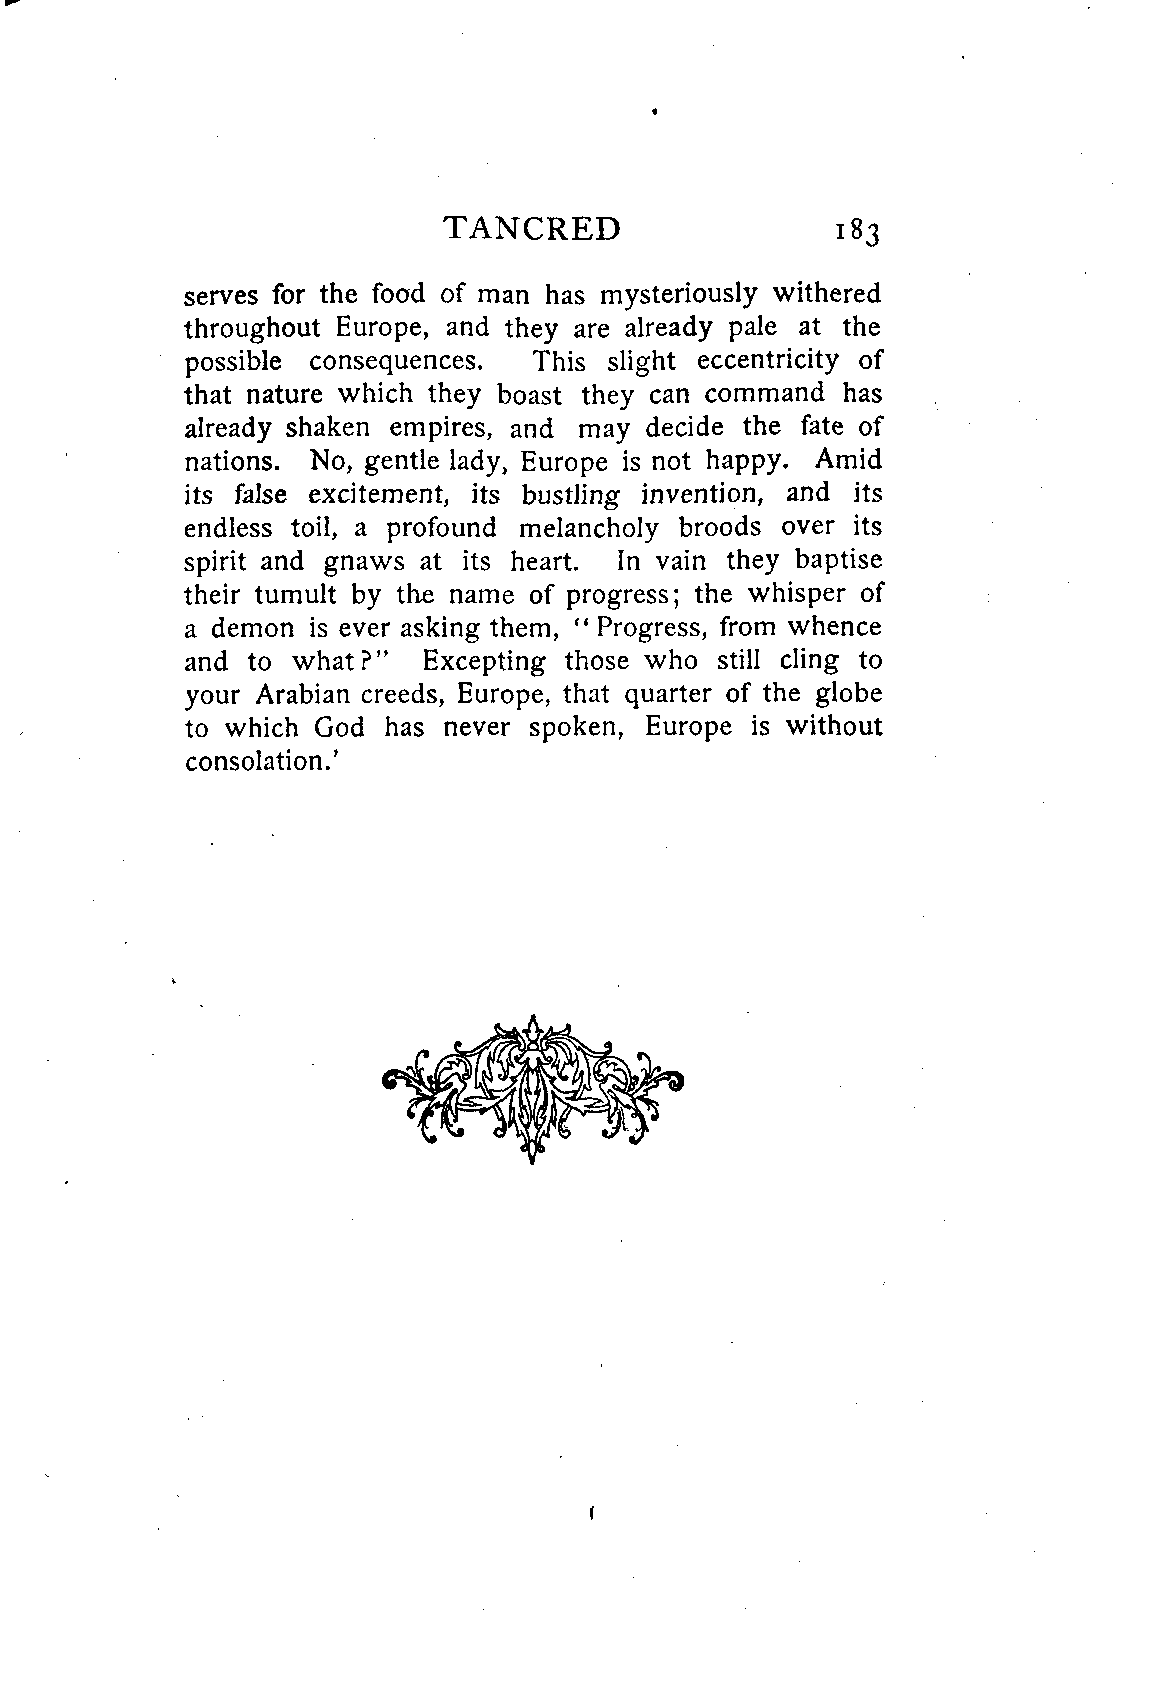 TANCRED 183
serves for the food of man has mysteriously withered
throughout Europe, and they are already pale at the
possible consequences. This slight eccentricity of
that nature which they boast they can command has
already shaken empires, and may decide the fate of
nations. No, gentle lady, Europe is not happy. Amid
its false excitement, its bustling invention, and its
endless toil, a profound melancholy broods over its
spirit and gnaws at its heart. In vain they baptise
their tumult by the name of progress; the whisper of
a demon is ever asking them, “Progress, from whence
and to what?” Excepting those who still cling to
your Arabian creeds, Europe, that quarter of the globe
to which God has never spoken, Europe is without
consolation.’